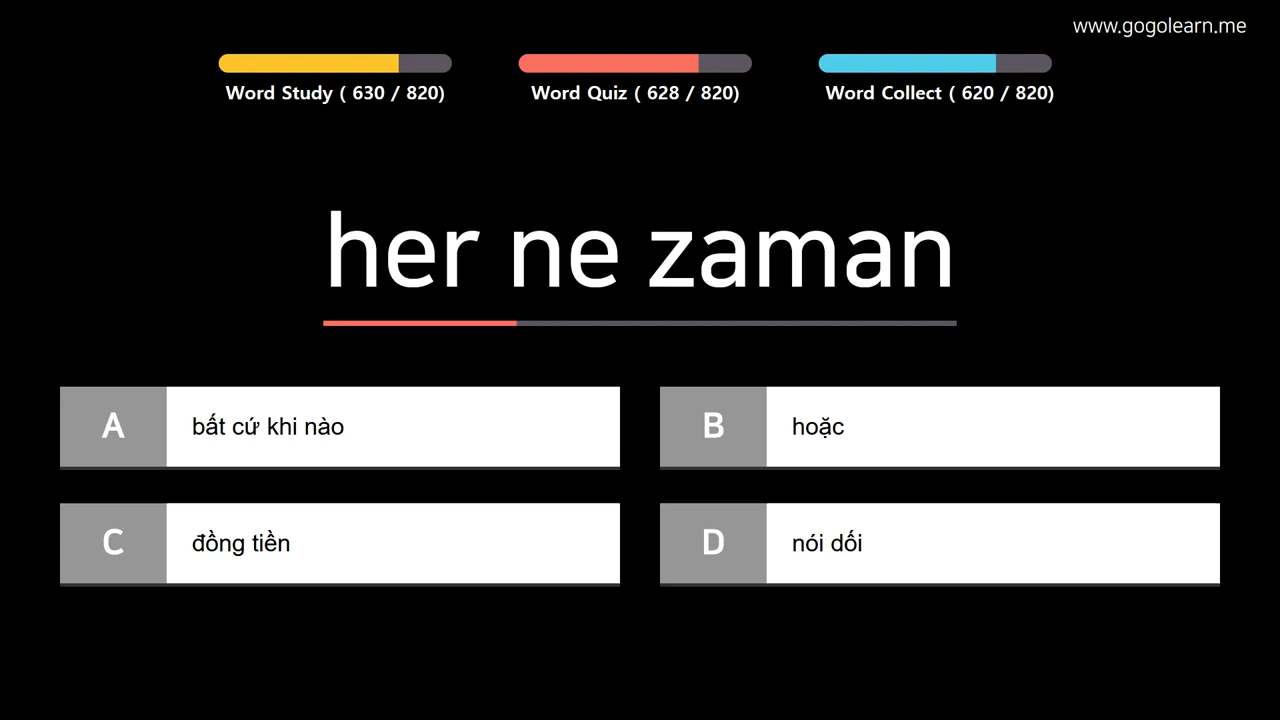 www.gogolearn.me
Word Study ( 630 / 820)
Word Quiz ( 628 / 820)
Word Collect ( 620 / 820)
her ne zaman
A
bất cứ khi nào
B
hoặc
C
đồng tiền
D
nói dối